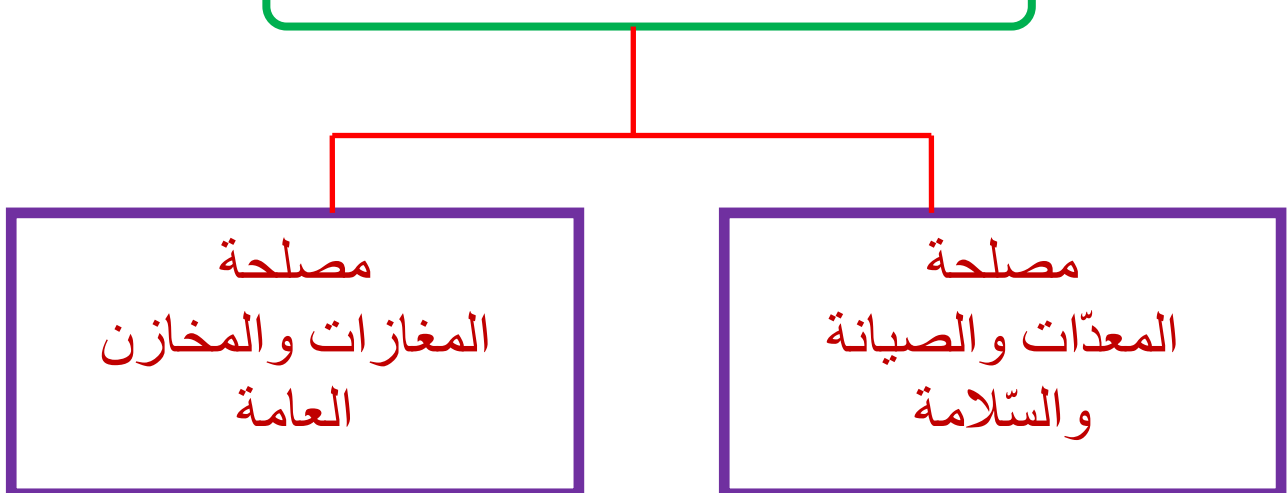 مصلحة
المعدّات والصيانة
والسّلامة
مصلحة
المغازات والمخازن
العامة